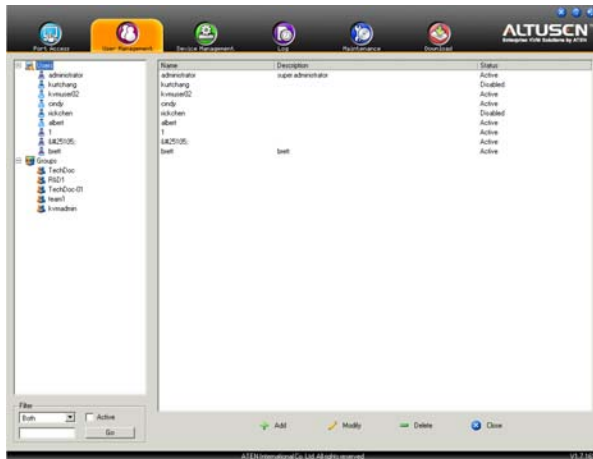 ALTUSCN
Enterprise KVM Solutions by ATEN
Port Access User Management Device Management Log Maintenance Download
Users
administrator
kurtchang
kvmuser02
cindy
rickchen
albert
1
&#25105;
brett
Groups
TechDoc
R&D1
TechDoc-01
team1
kvmadmin
Name Description Status
administrator super administrator Active
kurtchang Disabled
kvmuser02 Active
cindy Active
rickchen Disabled
albert Active
1 Active
&#25105; Active
brett brett Active
Filter
Both Active
Go
Add Modify Delete Close
ATEN International Co. Ltd. All rights reserved.